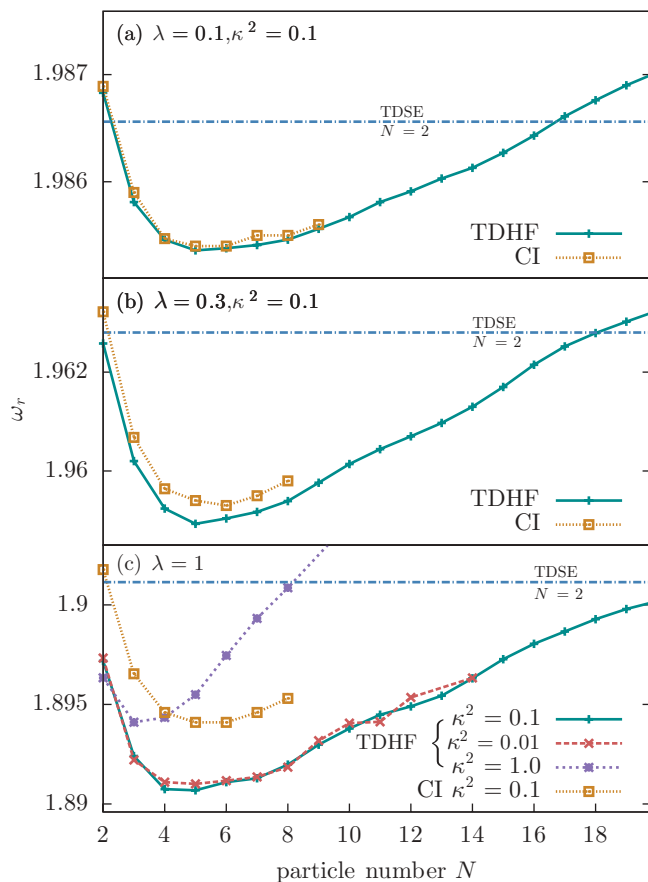 (a) λ = 0.1,κ² = 0.1
1.987
TDSE
N = 2
1.986
TDHF
CI
(b) λ = 0.3,κ² = 0.1
TDSE
N = 2
1.962
ω_r
1.96
TDHF
CI
(c) λ = 1
TDSE
N = 2
1.9
1.895
κ² = 0.1
TDHF { κ² = 0.01
κ² = 1.0
CI κ² = 0.1
1.89
2 4 6 8 10 12 14 16 18
particle number N